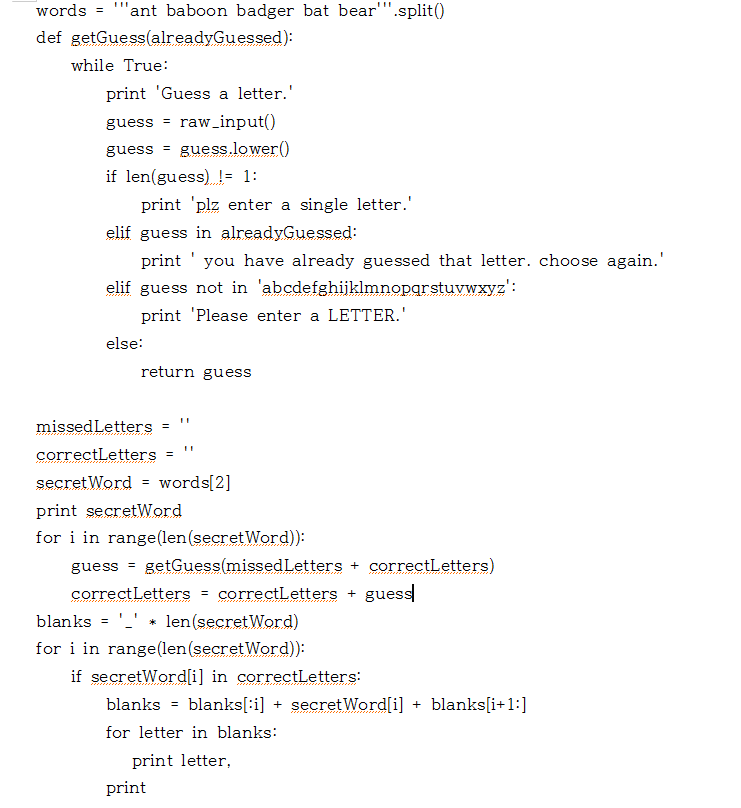 words = '''ant baboon badger bat bear'''.split()
def getGuess(alreadyGuessed):
    while True:
        print 'Guess a letter.'
        guess = raw_input()
        guess = guess.lower()
        if len(guess) != 1:
            print 'plz enter a single letter.'
        elif guess in alreadyGuessed:
            print ' you have already guessed that letter. choose again.'
        elif guess not in 'abcdefghijklmnopqrstuvwxyz':
            print 'Please enter a LETTER.'
        else:
            return guess

missedLetters = ''
correctLetters = ''
secretWord = words[2]
print secretWord
for i in range(len(secretWord)):
    guess = getGuess(missedLetters + correctLetters)
    correctLetters = correctLetters + guess
blanks = '_' * len(secretWord)
for i in range(len(secretWord)):
    if secretWord[i] in correctLetters:
        blanks = blanks[:i] + secretWord[i] + blanks[i+1:]
        for letter in blanks:
           print letter,
        print